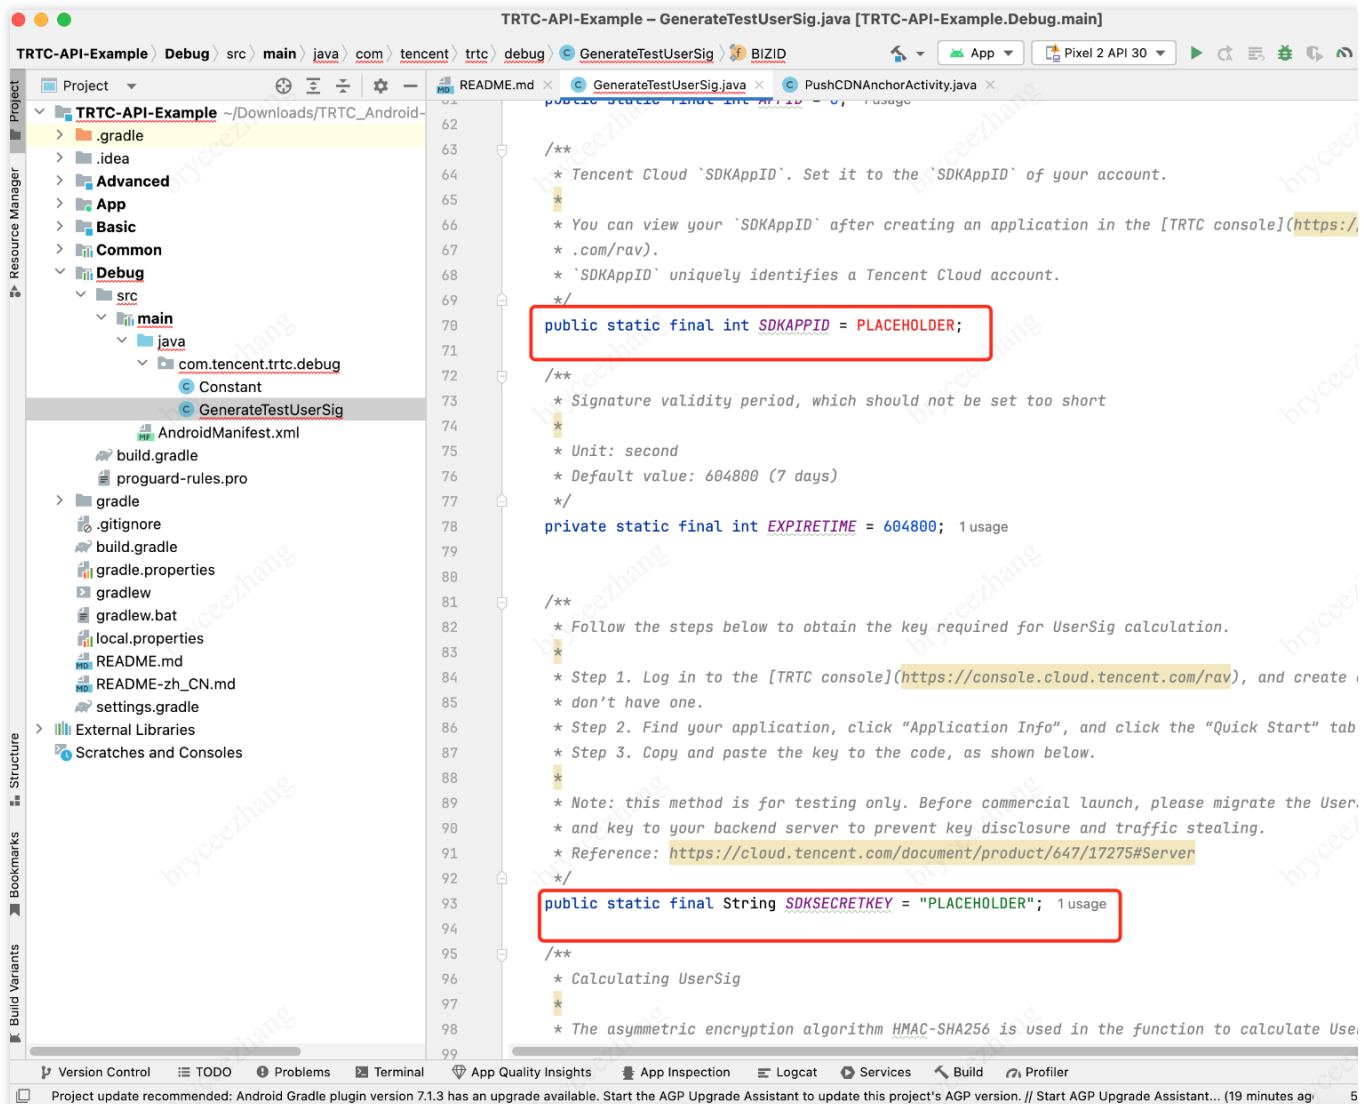 TRTC-API-Example – GenerateTestUserSig.java [TRTC-API-Example.Debug.main]
TRTC-API-Example Debug src main java com tencent trtc debug GenerateTestUserSig BIZID App Pixel 2 API 30
Project
README.md GenerateTestUserSig.java PushCDNAnchorActivity.java
TRTC-API-Example ~/Downloads/TRTC_Android-
.gradle
.idea
Advanced
App
Basic
Common
Debug
src
main
java
com.tencent.trtc.debug
Constant
GenerateTestUserSig
AndroidManifest.xml
build.gradle
proguard-rules.pro
gradle
.gitignore
build.gradle
gradle.properties
gradlew
gradlew.bat
local.properties
README.md
README-zh_CN.md
settings.gradle
External Libraries
Scratches and Consoles
Project
Resource Manager
Structure
Bookmarks
Build Variants
61 public static final int APPID = 0; 1 usage
62
63 /**
64 * Tencent Cloud `SDKAppID`. Set it to the `SDKAppID` of your account.
65 *
66 * You can view your `SDKAppID` after creating an application in the [TRTC console](https:/
67 * .com/rav).
68 * `SDKAppID` uniquely identifies a Tencent Cloud account.
69 */
70 public static final int SDKAPPID = PLACEHOLDER;
71
72 /**
73 * Signature validity period, which should not be set too short
74 *
75 * Unit: second
76 * Default value: 604800 (7 days)
77 */
78 private static final int EXPIRETIME = 604800; 1 usage
79
80
81 /**
82 * Follow the steps below to obtain the key required for UserSig calculation.
83 *
84 * Step 1. Log in to the [TRTC console](https://console.cloud.tencent.com/rav), and create
85 * don't have one.
86 * Step 2. Find your application, click “Application Info”, and click the “Quick Start” tab
87 * Step 3. Copy and paste the key to the code, as shown below.
88 *
89 * Note: this method is for testing only. Before commercial launch, please migrate the User
90 * and key to your backend server to prevent key disclosure and traffic stealing.
91 * Reference: https://cloud.tencent.com/document/product/647/17275#Server
92 */
93 public static final String SDKSECRETKEY = "PLACEHOLDER"; 1 usage
94
95 /**
96 * Calculating UserSig
97 *
98 * The asymmetric encryption algorithm HMAC-SHA256 is used in the function to calculate Use
99
Version Control TODO Problems Terminal App Quality Insights App Inspection Logcat Services Build Profiler
Project update recommended: Android Gradle plugin version 7.1.3 has an upgrade available. Start the AGP Upgrade Assistant to update this project's AGP version. // Start AGP Upgrade Assistant... (19 minutes ag 5
bryceezhang